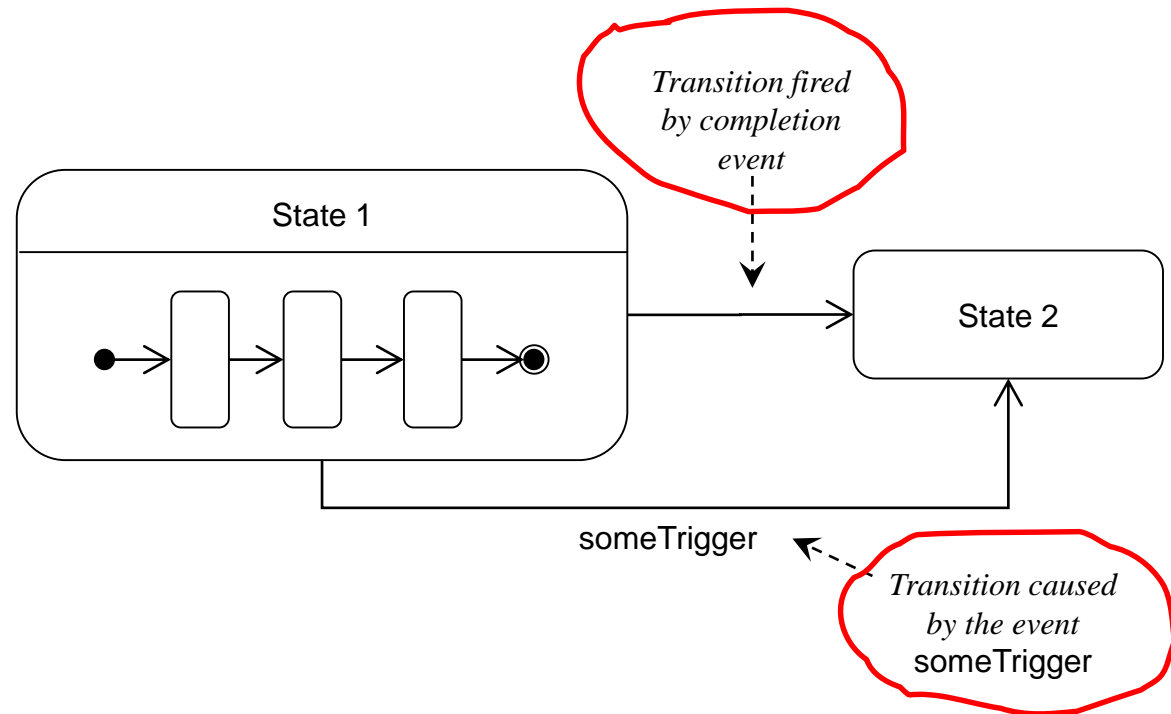 Transition fired
by completion
event
State 1
State 2
someTrigger
Transition caused
by the event
someTrigger